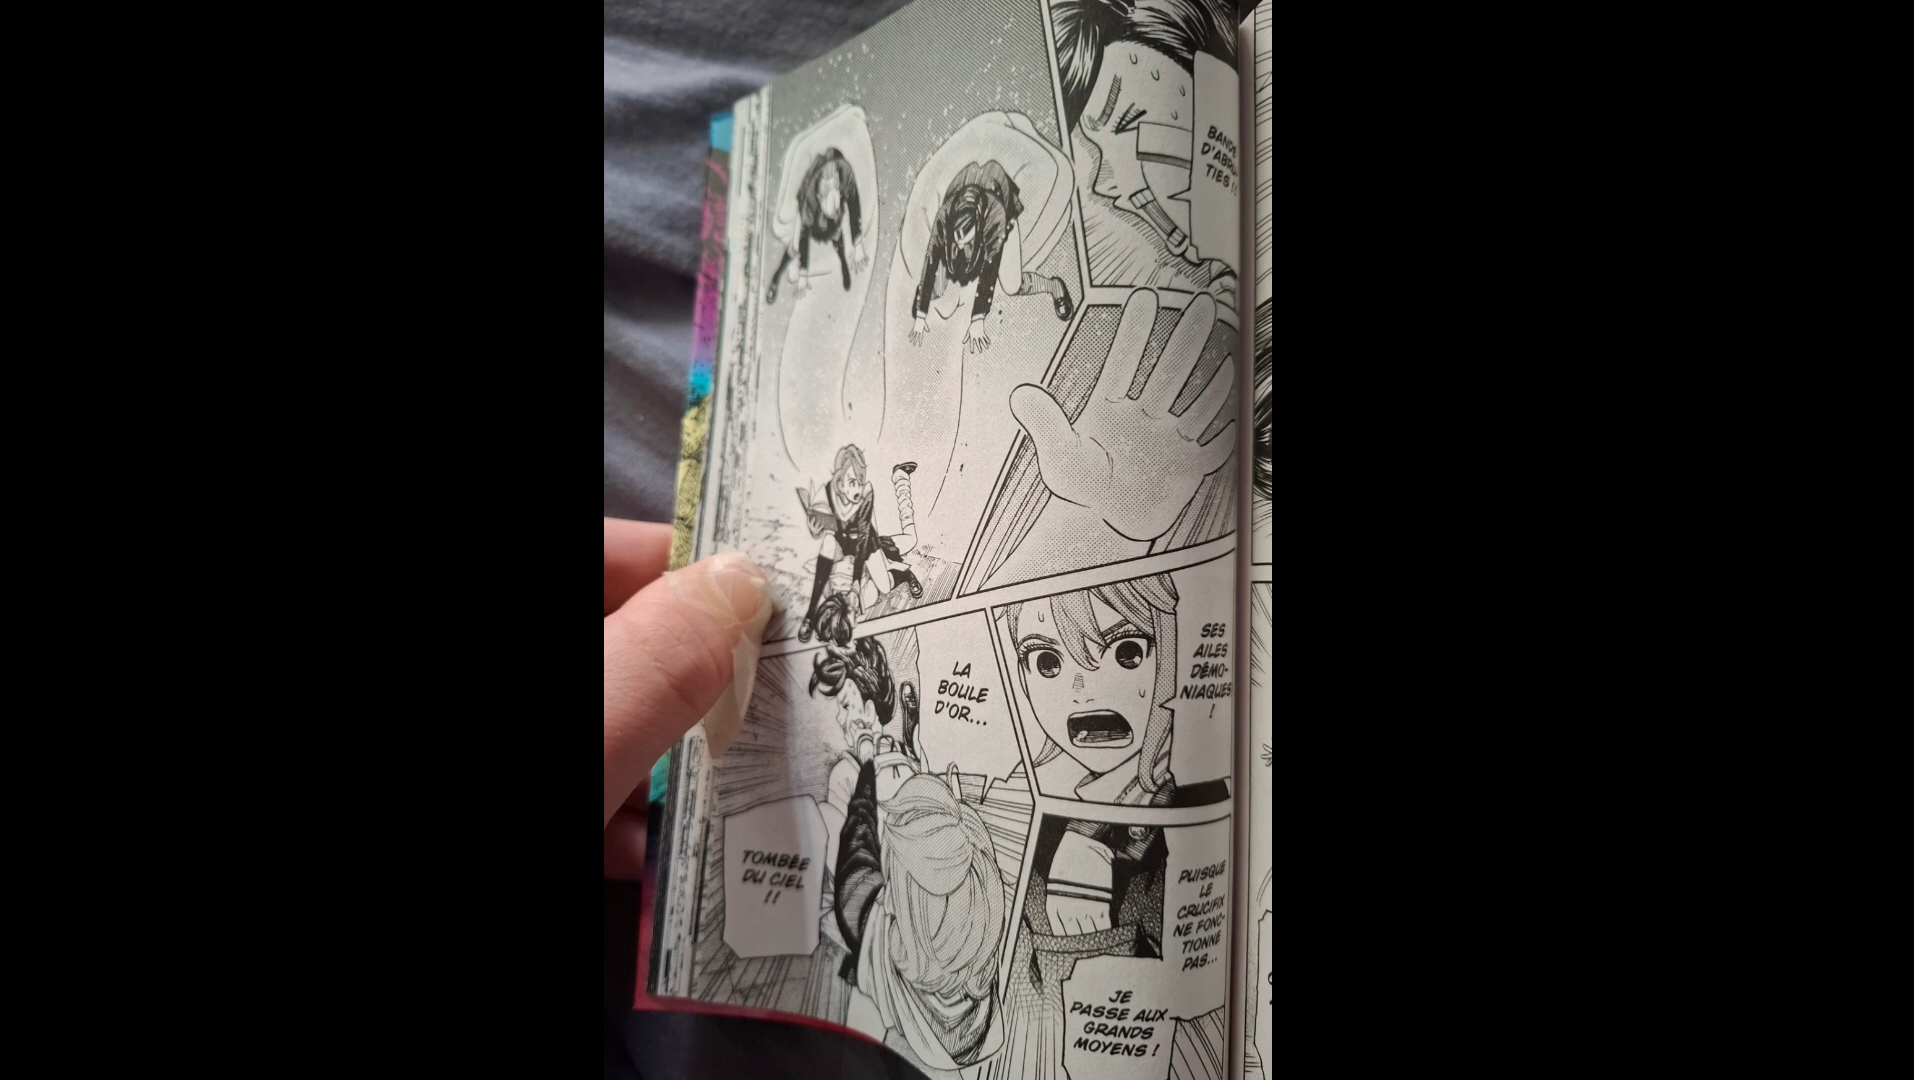 BANDE
D'ABRU-
TIES !!
SES
AILES
DÉMO-
NIAQUES
!
LA
BOULE
D'OR...
TOMBÉE
DU CIEL
!!
PUISQUE
LE
CRUCIFIX
NE FONC-
TIONNE
PAS...
JE
PASSE AUX
GRANDS
MOYENS !